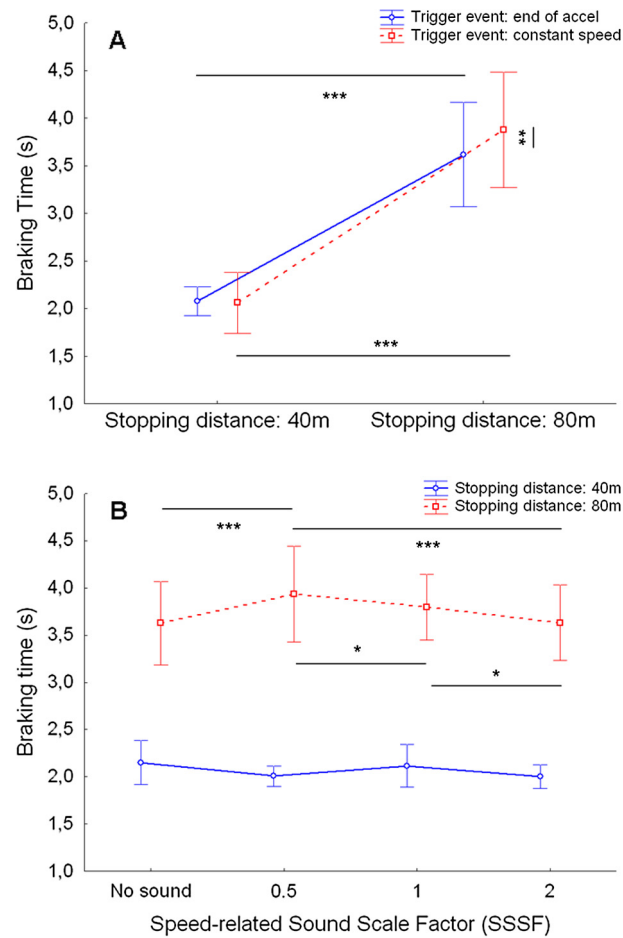 Trigger event: end of accel
Trigger event: constant speed
A
5,0
4,5
4,0
3,5
3,0
2,5
2,0
1,5
1,0
Braking Time (s)
***
**
***
Stopping distance: 40m
Stopping distance: 80m
Stopping distance: 40m
Stopping distance: 80m
B
5,0
4,5
4,0
3,5
3,0
2,5
2,0
1,5
1,0
Braking time (s)
***
***
*
*
No sound 0.5 1 2
Speed-related Sound Scale Factor (SSSF)